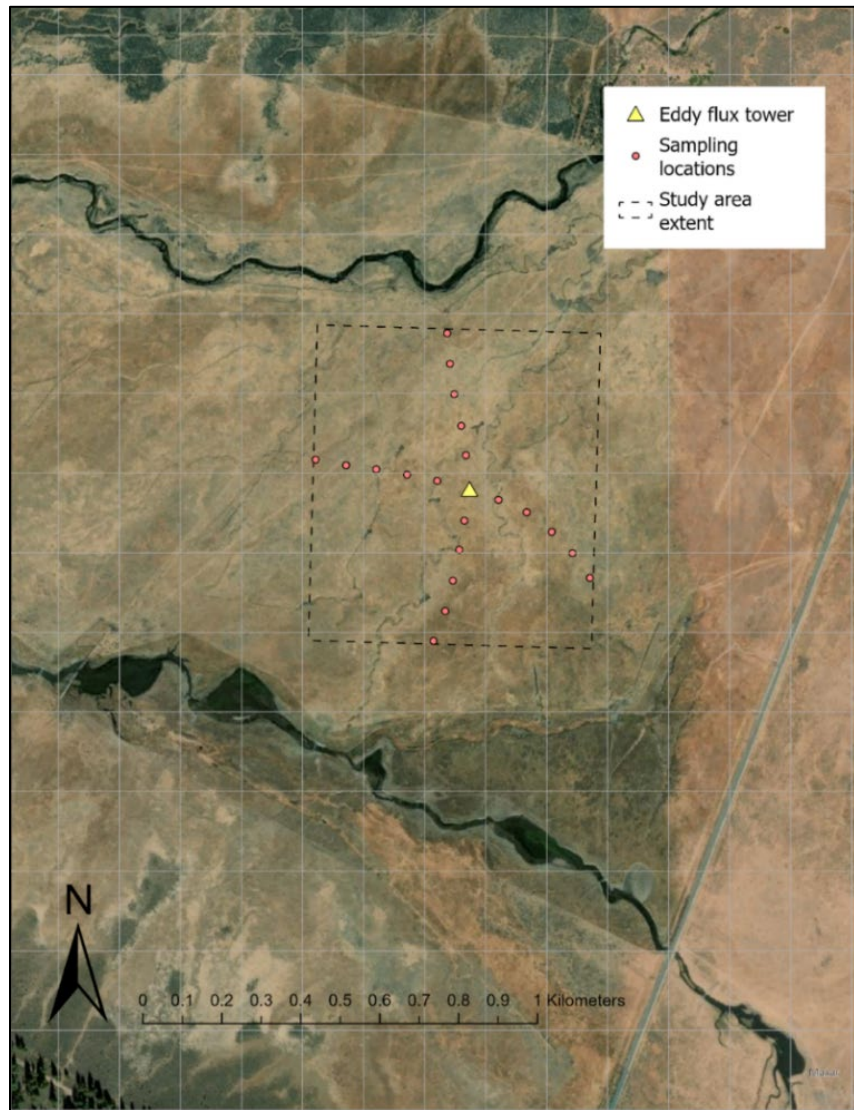 Eddy flux tower
Sampling
locations
Study area
extent
N
0 0.1 0.2 0.3 0.4 0.5 0.6 0.7 0.8 0.9 1 Kilometers
Maxar